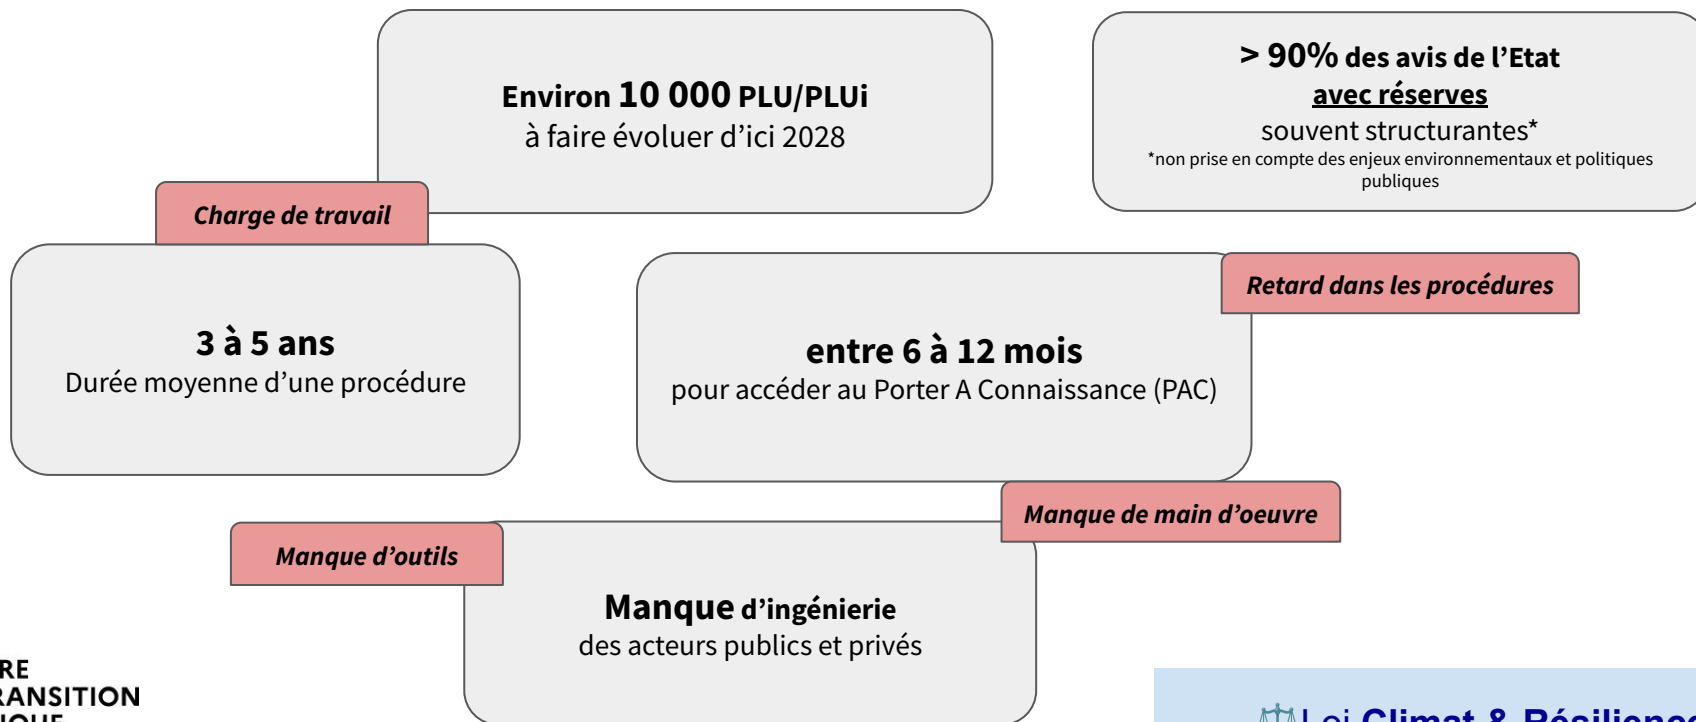 Environ 10 000 PLU/PLUi
à faire évoluer d’ici 2028
> 90% des avis de l’Etat
avec réserves
souvent structurantes*
*non prise en compte des enjeux environnementaux et politiques
publiques
Charge de travail
3 à 5 ans
Durée moyenne d’une procédure
Retard dans les procédures
entre 6 à 12 mois
pour accéder au Porter A Connaissance (PAC)
Manque de main d’oeuvre
Manque d’outils
Manque d’ingénierie
des acteurs publics et privés
RE
RANSITION
⚖️Loi Climat & Résilience